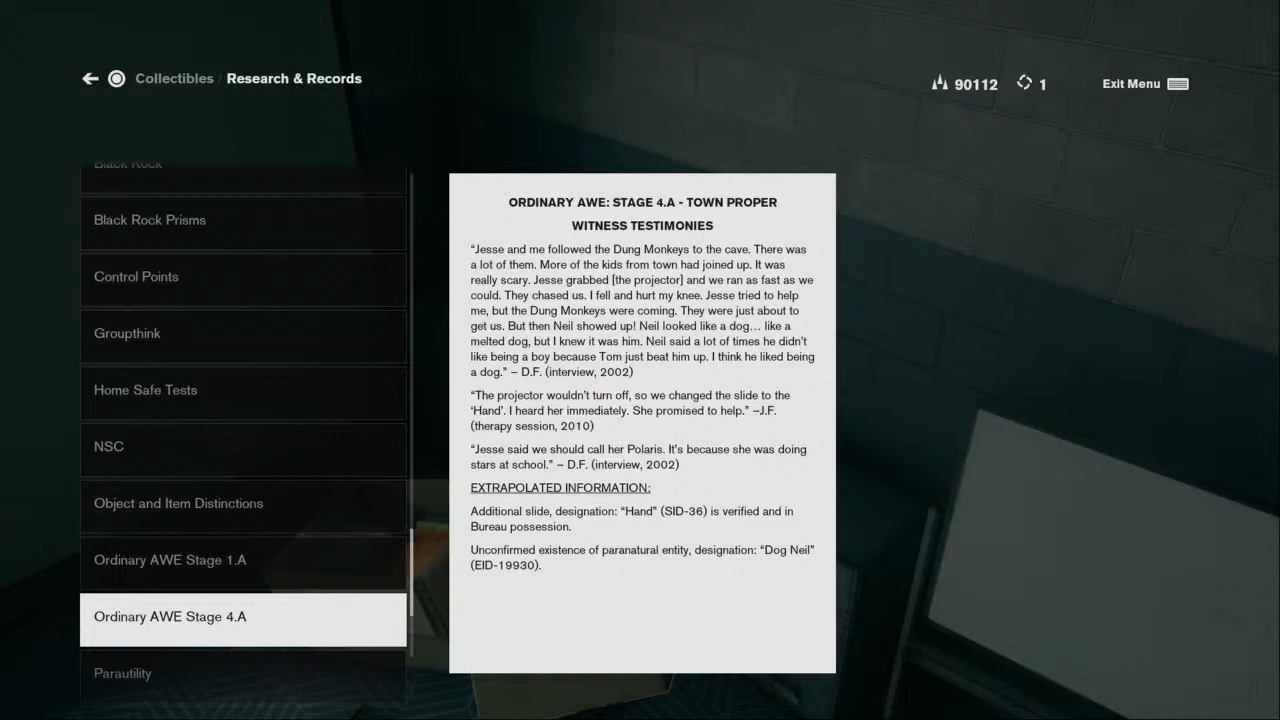 Collectibles / Research & Records
90112
1
Exit Menu
Black Rock
Black Rock Prisms
Control Points
Groupthink
Home Safe Tests
NSC
Object and Item Distinctions
Ordinary AWE Stage 1.A
Ordinary AWE Stage 4.A
Parautility
ORDINARY AWE: STAGE 4.A - TOWN PROPER
WITNESS TESTIMONIES
“Jesse and me followed the Dung Monkeys to the cave. There was
a lot of them. More of the kids from town had joined up. It was
really scary. Jesse grabbed [the projector] and we ran as fast as we
could. They chased us. I fell and hurt my knee. Jesse tried to help
me, but the Dung Monkeys were coming. They were just about to
get us. But then Neil showed up! Neil looked like a dog… like a
melted dog, but I knew it was him. Neil said a lot of times he didn’t
like being a boy because Tom just beat him up. I think he liked being
a dog.” – D.F. (interview, 2002)
“The projector wouldn’t turn off, so we changed the slide to the
‘Hand’. I heard her immediately. She promised to help.” –J.F.
(therapy session, 2010)
“Jesse said we should call her Polaris. It’s because she was doing
stars at school.” – D.F. (interview, 2002)
EXTRAPOLATED INFORMATION:
Additional slide, designation: “Hand” (SID-36) is verified and in
Bureau possession.
Unconfirmed existence of paranatural entity, designation: “Dog Neil”
(EID-19930).